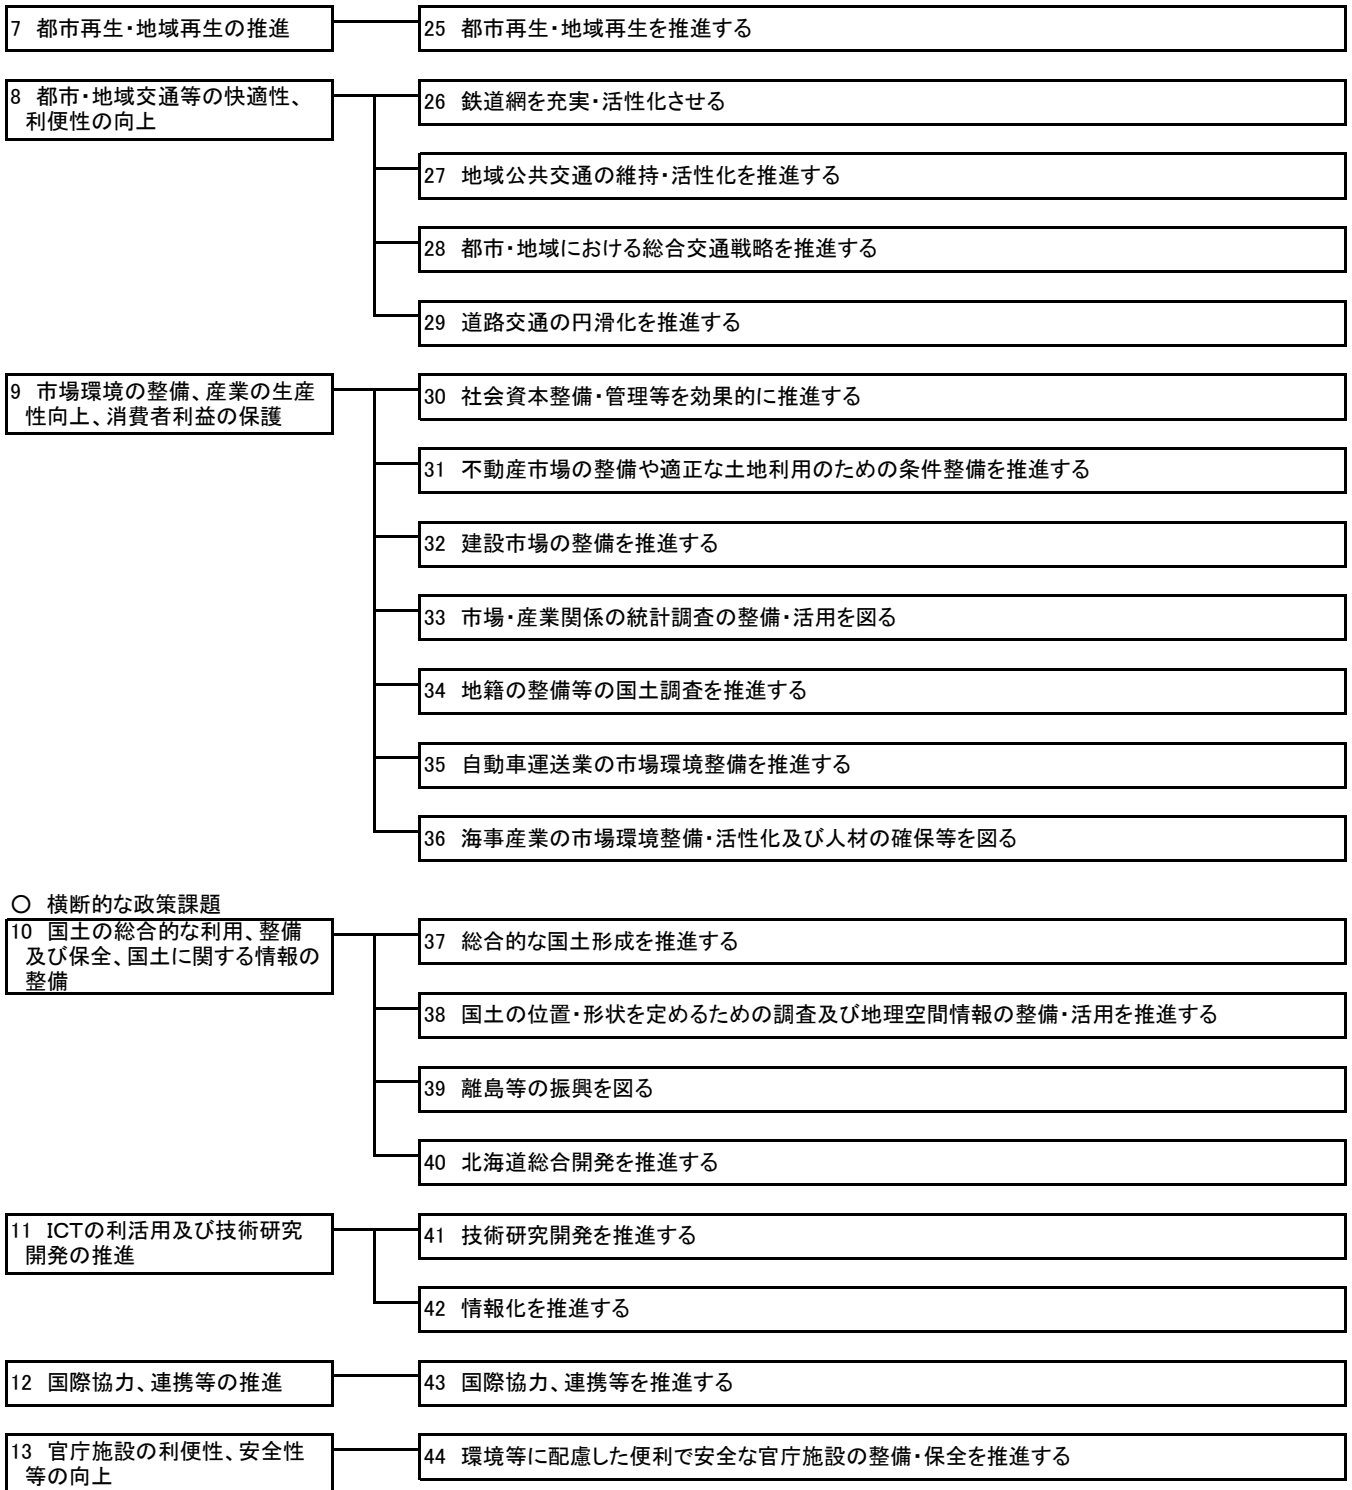 7 都市再生・地域再生の推進
25 都市再生・地域再生を推進する
8 都市・地域交通等の快適性、
利便性の向上
26 鉄道網を充実・活性化させる
27 地域公共交通の維持・活性化を推進する
28 都市・地域における総合交通戦略を推進する
29 道路交通の円滑化を推進する
9 市場環境の整備、産業の生産
性向上、消費者利益の保護
30 社会資本整備・管理等を効果的に推進する
31 不動産市場の整備や適正な土地利用のための条件整備を推進する
32 建設市場の整備を推進する
33 市場・産業関係の統計調査の整備・活用を図る
34 地籍の整備等の国土調査を推進する
35 自動車運送業の市場環境整備を推進する
36 海事産業の市場環境整備・活性化及び人材の確保等を図る
○ 横断的な政策課題
10 国土の総合的な利用、整備
及び保全、国土に関する情報の
整備
37 総合的な国土形成を推進する
38 国土の位置・形状を定めるための調査及び地理空間情報の整備・活用を推進する
39 離島等の振興を図る
40 北海道総合開発を推進する
11 ICTの利活用及び技術研究
開発の推進
41 技術研究開発を推進する
42 情報化を推進する
12 国際協力、連携等の推進
43 国際協力、連携等を推進する
13 官庁施設の利便性、安全性
等の向上
44 環境等に配慮した便利で安全な官庁施設の整備・保全を推進する